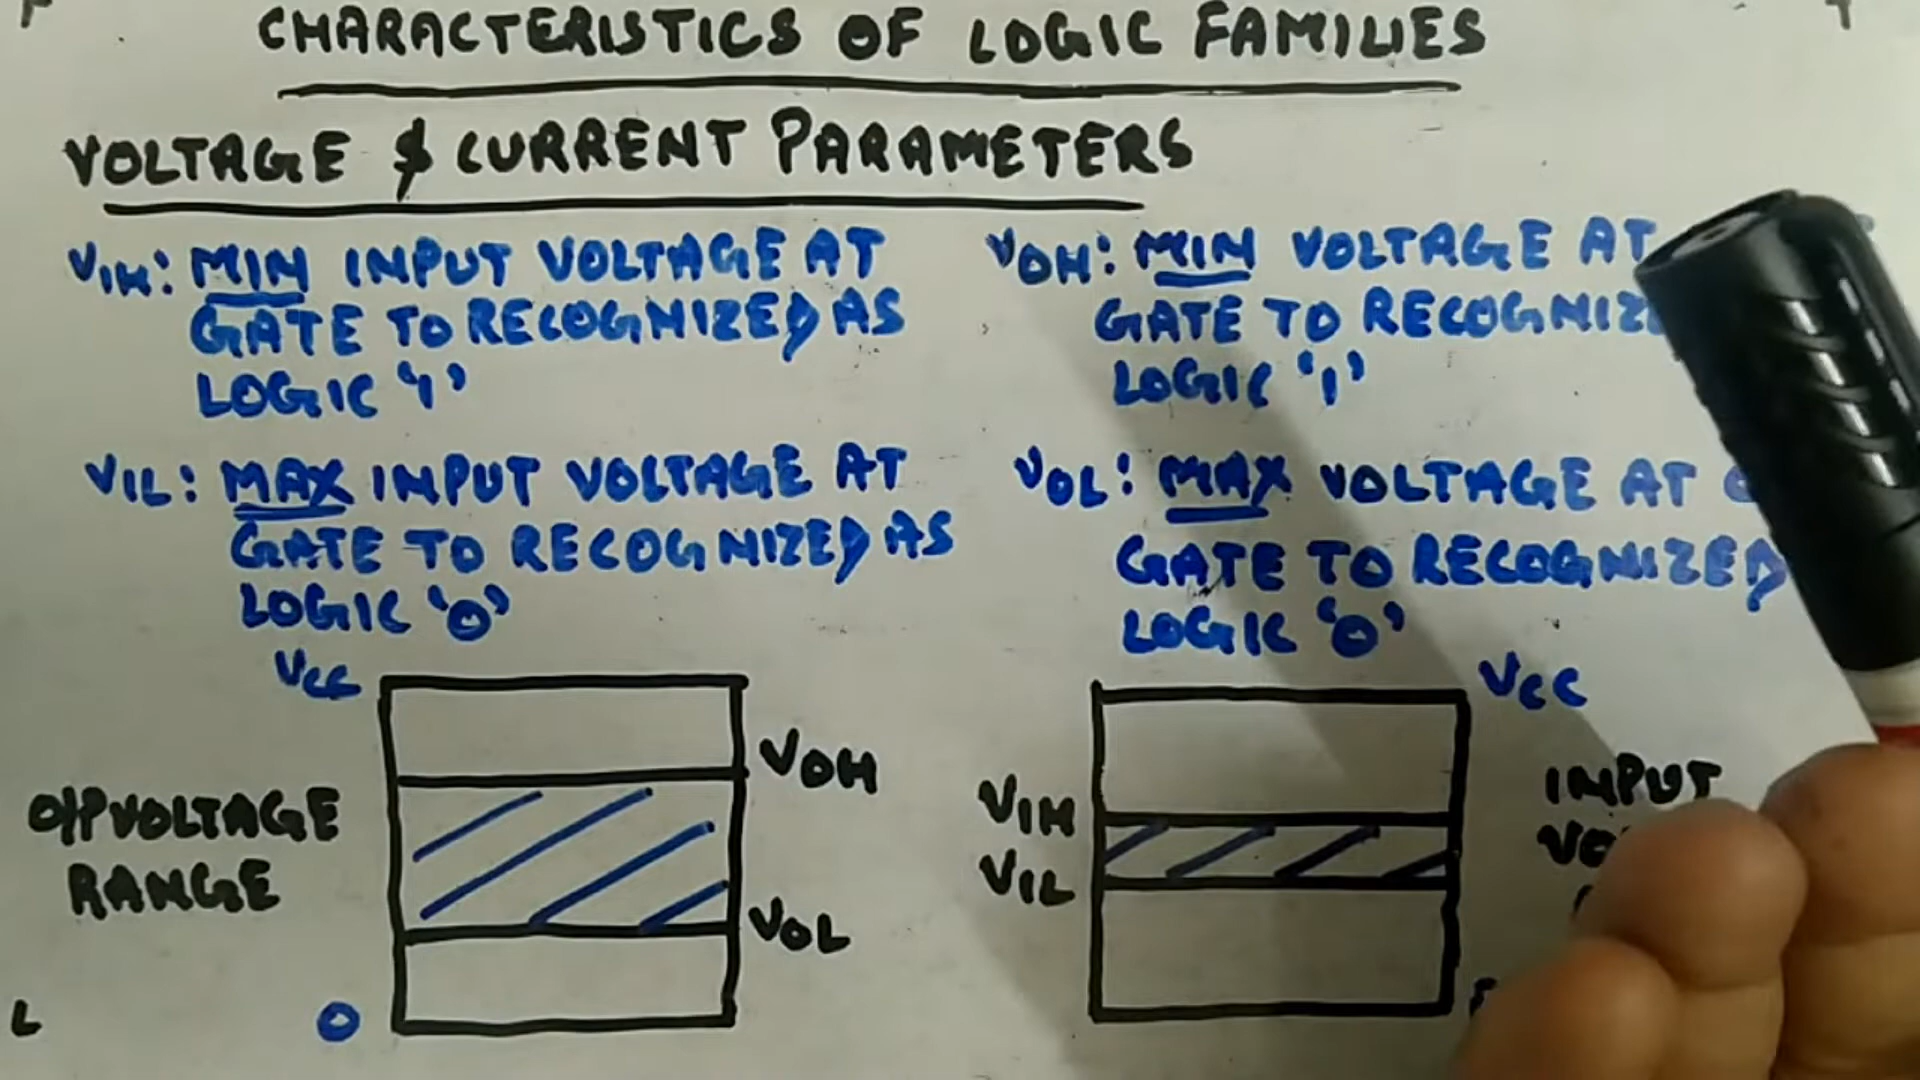 CHARACTERISTICS OF LOGIC FAMILIES
VOLTAGE & CURRENT PARAMETERS
VIH: MIN INPUT VOLTAGE AT
GATE TO RECOGNIZED AS
LOGIC '1'
VIL: MAX INPUT VOLTAGE AT
GATE TO RECOGNIZED AS
LOGIC '0'
VOH: MIN VOLTAGE AT
GATE TO
LOGIC '1'
VOL: MAX VOLTAGE AT
GATE TO RECOGNIZED
LOGIC '0'
VCC
VOH
O/P VOLTAGE
RANGE
VOL
0
L
VCC
VIH
VIL
INPUT